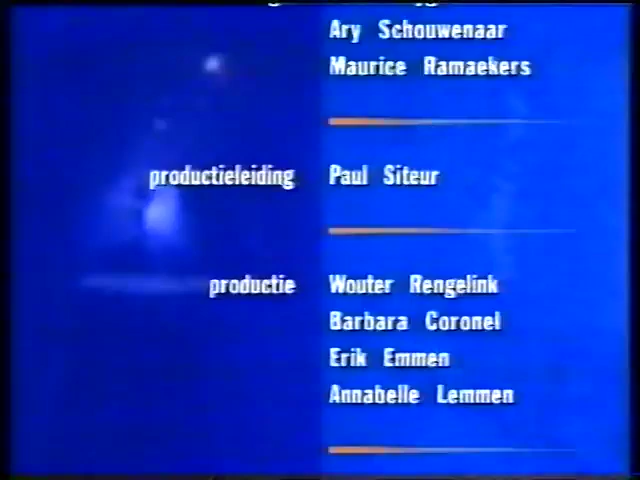 Ary Schouwenaar
Maurice Ramaekers
productieleiding Paul Siteur
productie Wouter Rengelink
Barbara Coronel
Erik Emmen
Annabelle Lemmen